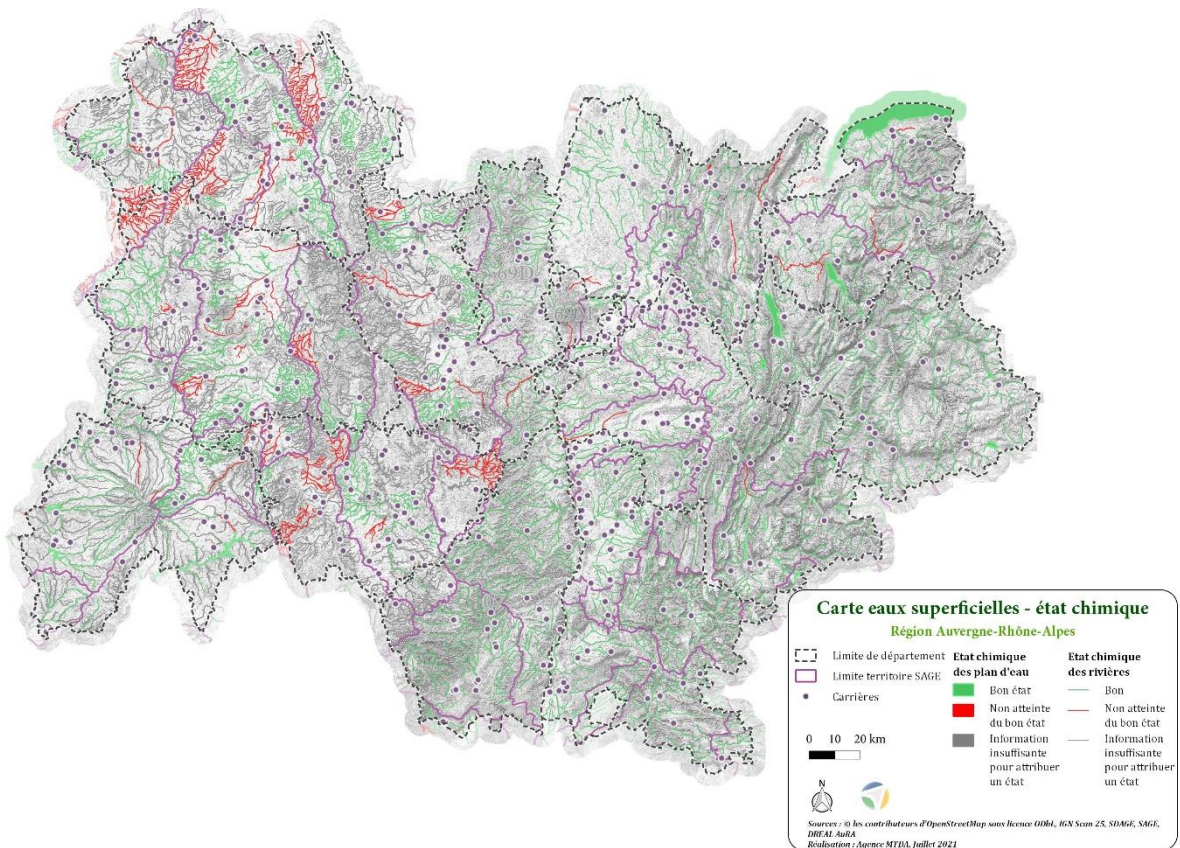 69D
69M
Carte eaux superficielles - état chimique
Région Auvergne-Rhône-Alpes
Limite de département
Limite territoire SAGE
Carrières
0 10 20 km
N
Etat chimique
des plan d'eau
Bon état
Non atteinte
du bon état
Information
insuffisante
pour attribuer
un état
Etat chimique
des rivières
Bon
Non atteinte
du bon état
Information
insuffisante
pour attribuer
un état
Sources : © les contributeurs d'OpenStreetMap sous licence ODbL, IGN Scan 25, SDAGE, SAGE,
DREAL AuRA
Réalisation : Agence MTDA, Juillet 2021